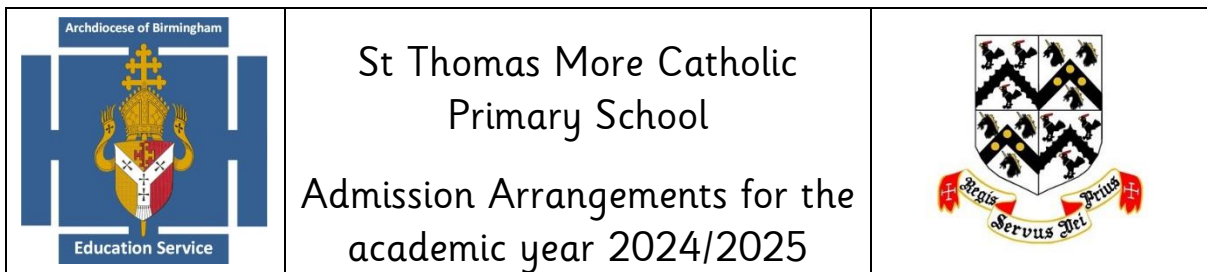 Archdiocese of Birmingham
Education Service
St Thomas More Catholic
Primary School
Admission Arrangements for the
academic year 2024/2025
Regis
Servus Dei
Prius